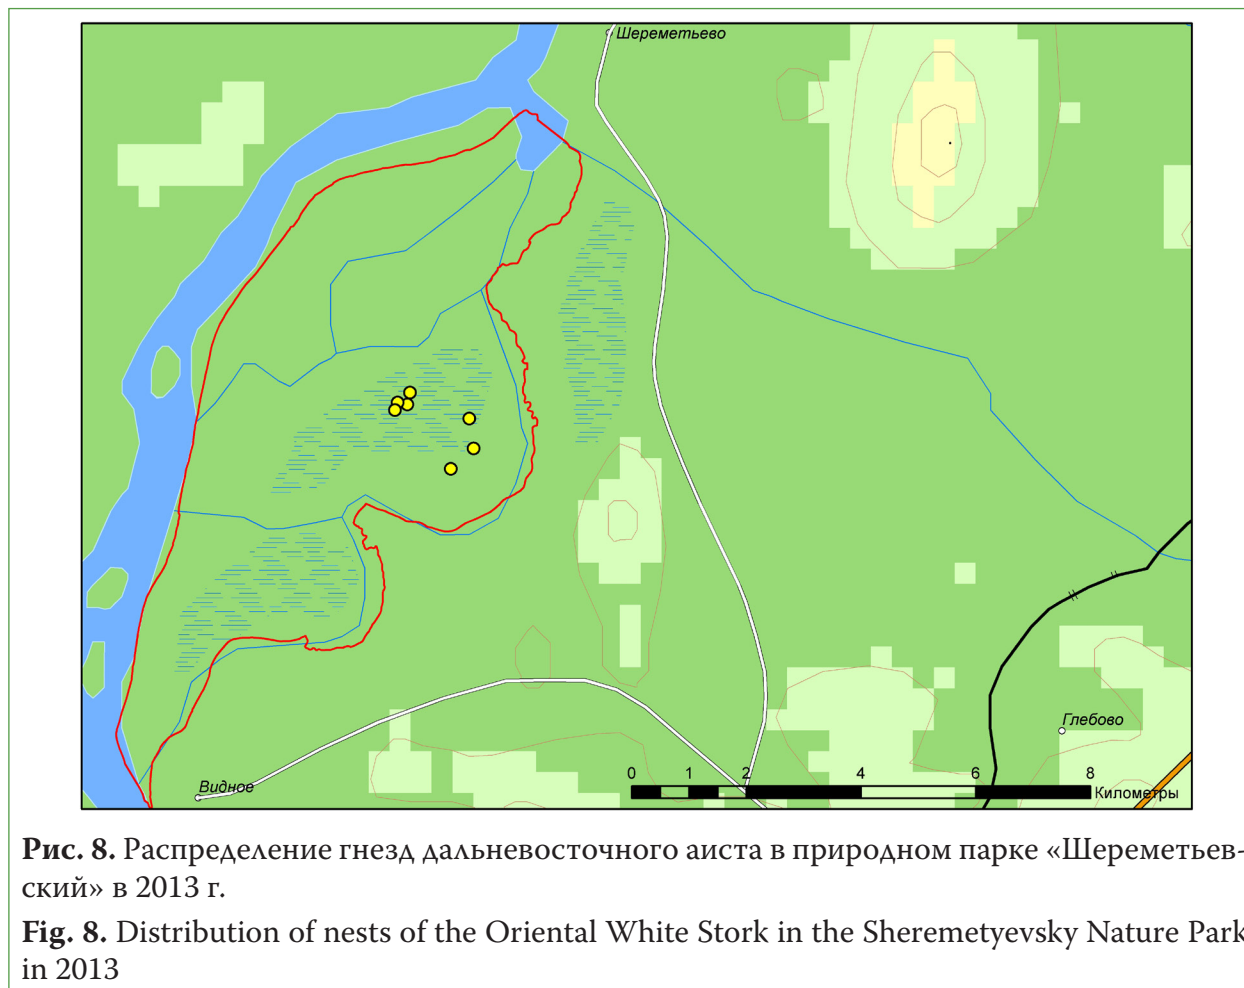 Шереметьево
Глебово
Видное
0 1 2 4 6 8
Километры
Рис. 8. Распределение гнезд дальневосточного аиста в природном парке «Шереметьев-
ский» в 2013 г.
Fig. 8. Distribution of nests of the Oriental White Stork in the Sheremetyevsky Nature Park
in 2013